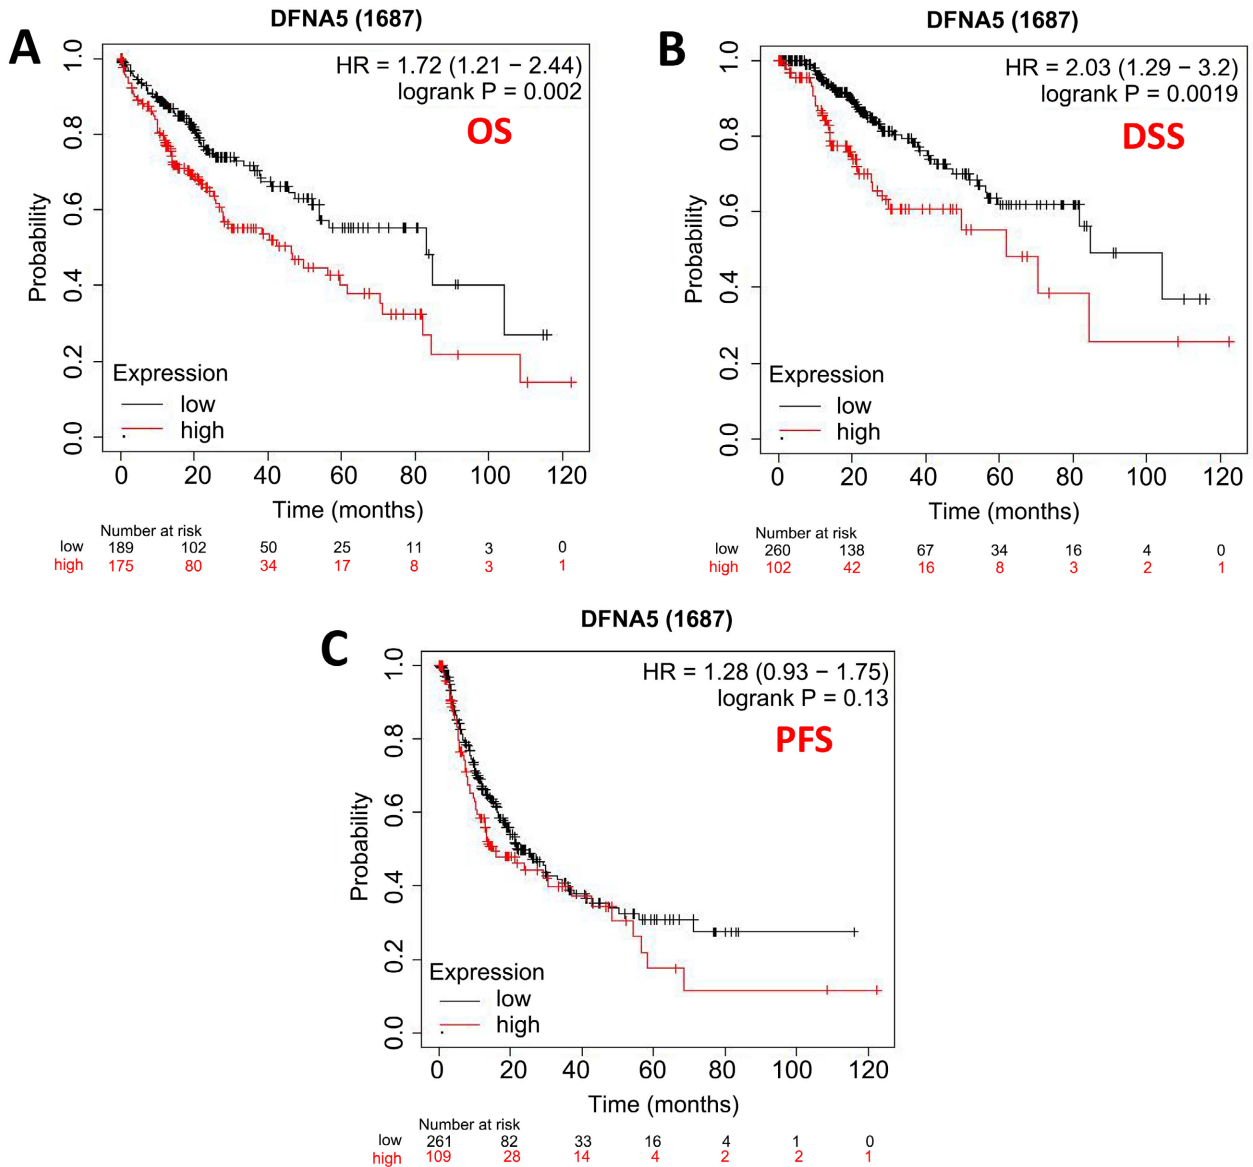 A
DFNA5 (1687)
HR = 1.72 (1.21 − 2.44)
logrank P = 0.002
OS
Probability
1.0
0.8
0.6
0.4
0.2
0.0
Expression
low
high
0 20 40 60 80 100 120
Time (months)
Number at risk
low 189 102 50 25 11 3 0
high 175 80 34 17 8 3 1
B
DFNA5 (1687)
HR = 2.03 (1.29 − 3.2)
logrank P = 0.0019
DSS
Probability
1.0
0.8
0.6
0.4
0.2
0.0
Expression
low
high
0 20 40 60 80 100 120
Time (months)
Number at risk
low 260 138 67 34 16 4 0
high 102 42 16 8 3 2 1
C
DFNA5 (1687)
HR = 1.28 (0.93 − 1.75)
logrank P = 0.13
PFS
Probability
1.0
0.8
0.6
0.4
0.2
0.0
Expression
low
high
0 20 40 60 80 100 120
Time (months)
Number at risk
low 261 82 33 16 4 1 0
high 109 28 14 4 2 2 1